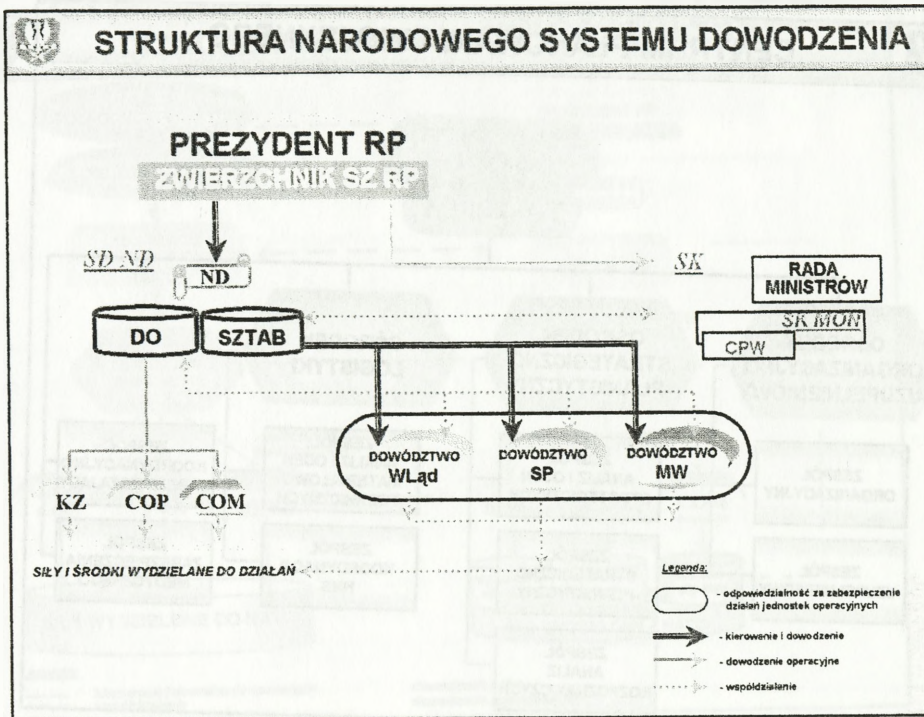 STRUKTURA NARODOWEGO SYSTEMU DOWODZENIA
PREZYDENT RP
ZWIERZCHNIK SZ RP
SD ND
ND
SK
RADA
MINISTRÓW
DO
SZTAB
SK MON
CPW
DOWÓDZTWO
WLąd
DOWÓDZTWO
SP
DOWÓDZTWO
MW
KZ
COP
COM
SIŁY I ŚRODKI WYDZIELANE DO DZIAŁAŃ
Legenda:
- odpowiedzialność za zabezpieczenie
działań jednostek operacyjnych
- kierowanie i dowodzenie
- dowodzenie operacyjne
- współdziałanie